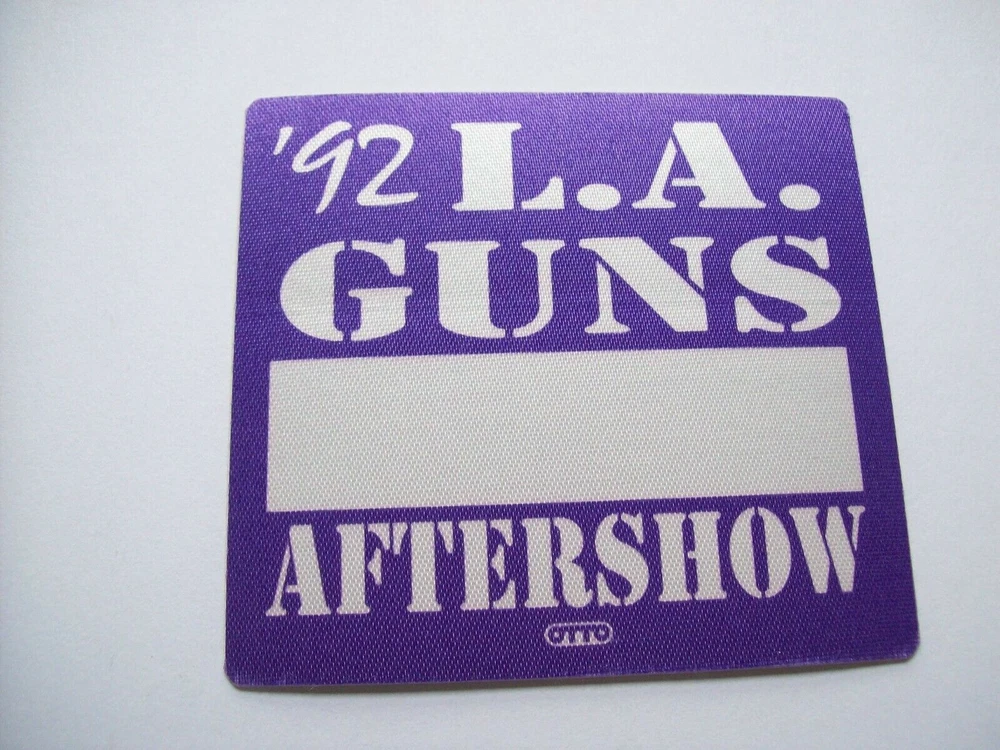 '92 L.A.
GUNS
AFTERSHOW
OTTO